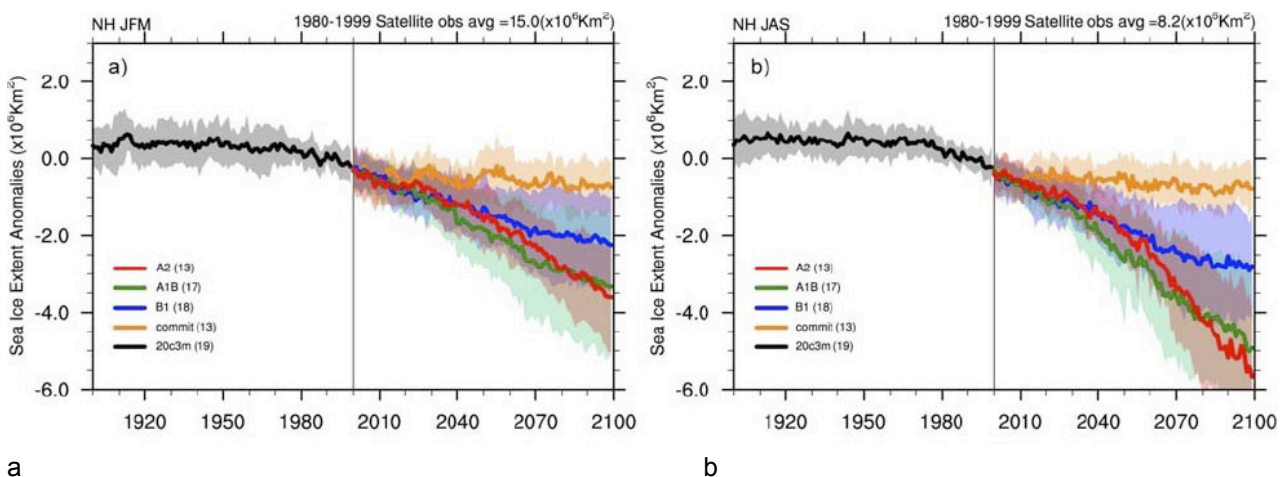 NH JFM 1980-1999 Satellite obs avg =15.0(x10⁶Km²)
a)
Sea Ice Extent Anomalies (x10⁶Km²)
2.0
0.0
-2.0
-4.0
-6.0
A2 (13)
A1B (17)
B1 (18)
commit (13)
20c3m (19)
1920 1950 1980 2010 2040 2070 2100
a
NH JAS 1980-1999 Satellite obs avg =8.2(x10⁶Km²)
b)
Sea Ice Extent Anomalies (x10⁶Km²)
2.0
0.0
-2.0
-4.0
-6.0
A2 (13)
A1B (17)
B1 (18)
commit (13)
20c3m (19)
1920 1950 1980 2010 2040 2070 2100
b